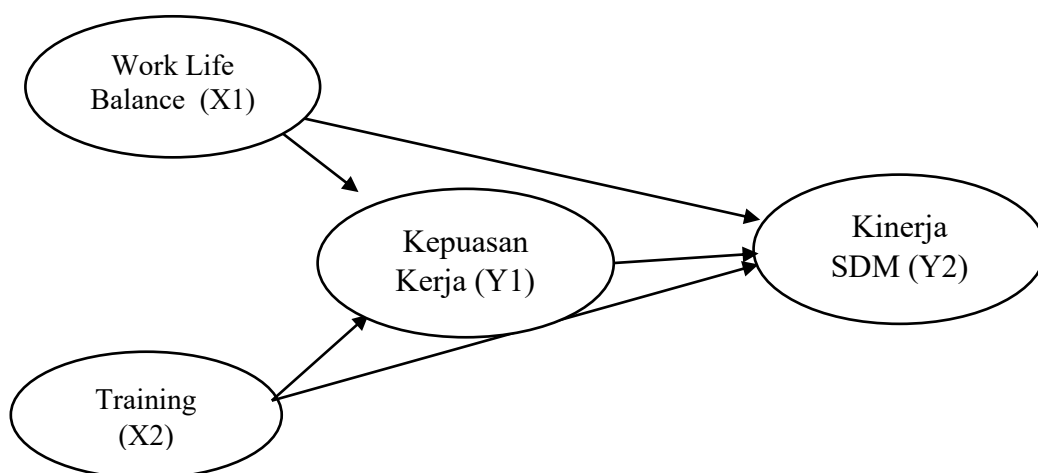 Work Life
Balance (X1)
Kepuasan
Kerja (Y1)
Kinerja
SDM (Y2)
Training
(X2)